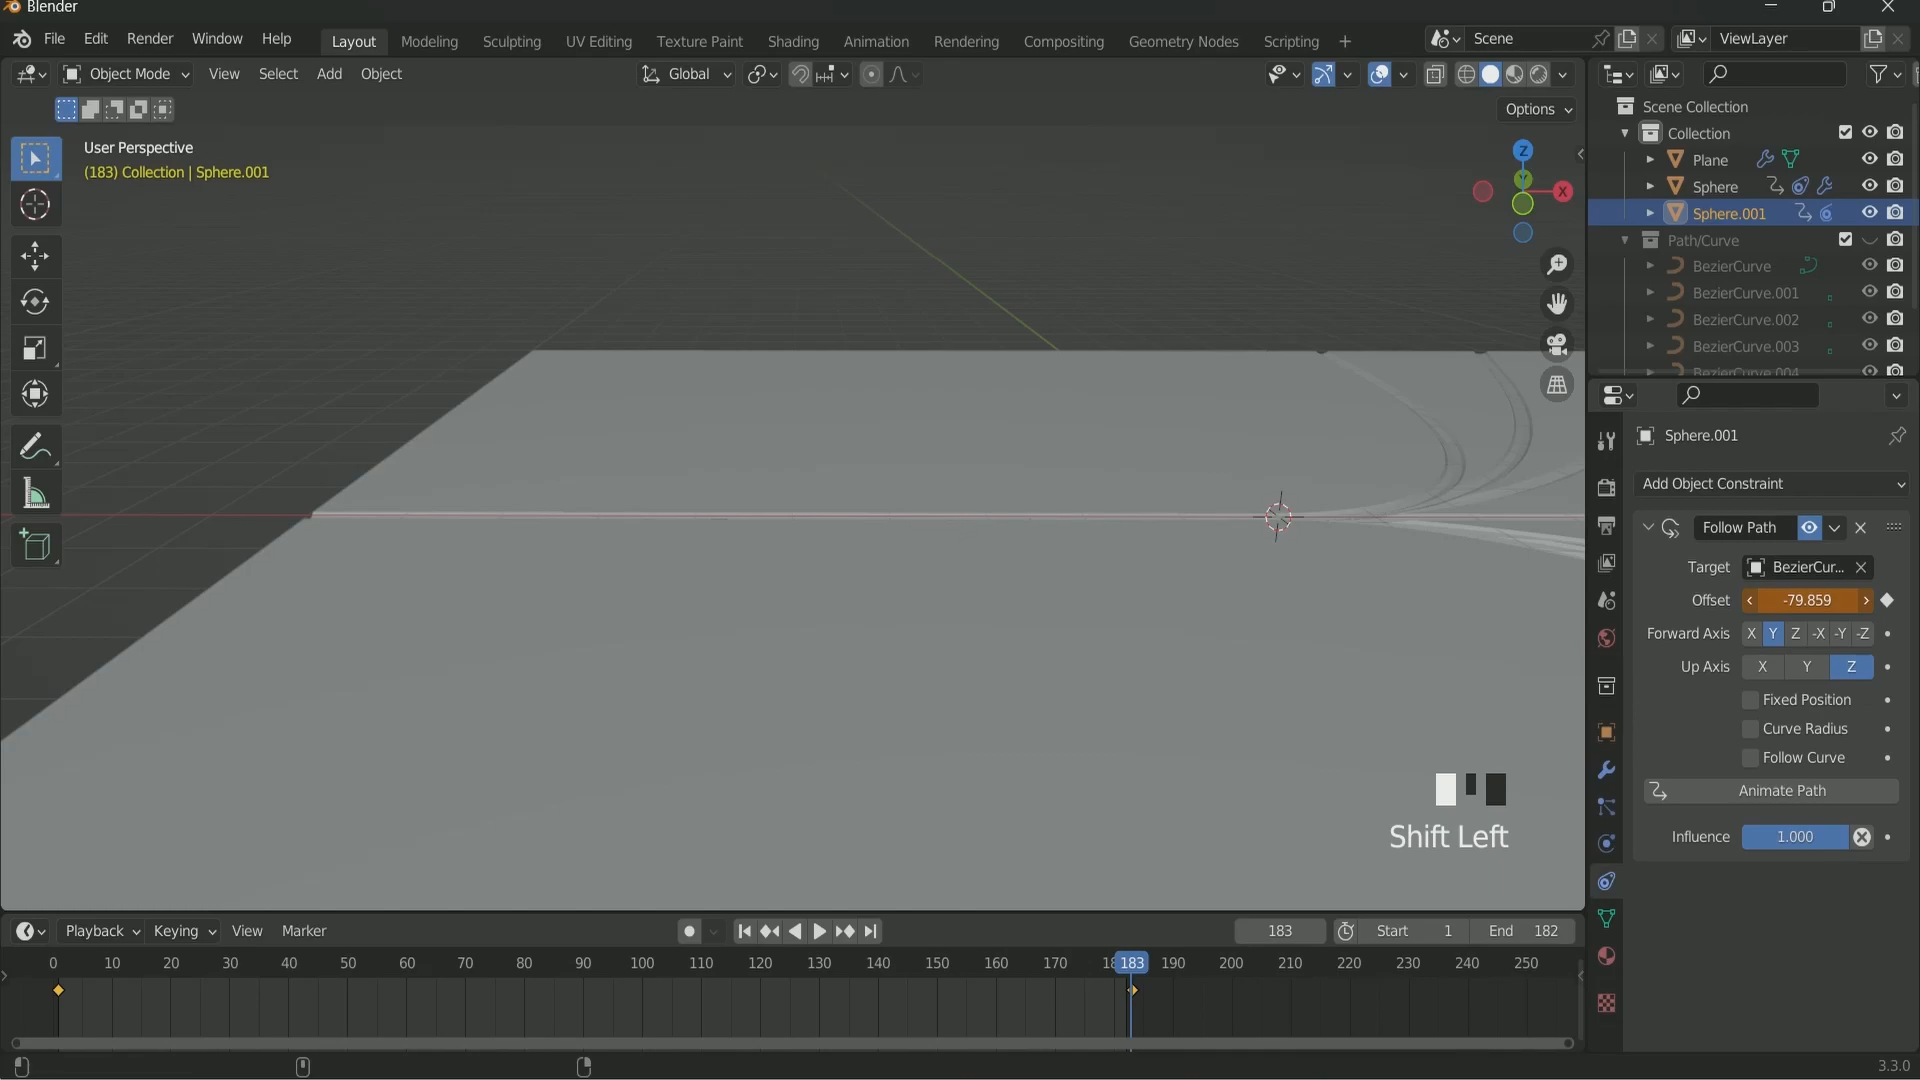 Blender
File Edit Render Window Help Layout Modeling Sculpting UV Editing Texture Paint Shading Animation Rendering Compositing Geometry Nodes Scripting + Scene ViewLayer
Object Mode View Select Add Object Global
Options
User Perspective
(183) Collection | Sphere.001
Z
Y
X
Scene Collection
Collection
Plane
Sphere
Sphere.001
Path/Curve
BezierCurve
BezierCurve.001
BezierCurve.002
BezierCurve.003
BezierCurve.004
Sphere.001
Add Object Constraint
Follow Path
Target BezierCur...
Offset -79.859
Forward Axis X Y Z -X -Y -Z
Up Axis X Y Z
Fixed Position
Curve Radius
Follow Curve
Animate Path
Influence 1.000
Shift Left
Playback Keying View Marker 183 Start 1 End 182
0 10 20 30 40 50 60 70 80 90 100 110 120 130 140 150 160 170 183 190 200 210 220 230 240 250
3.3.0